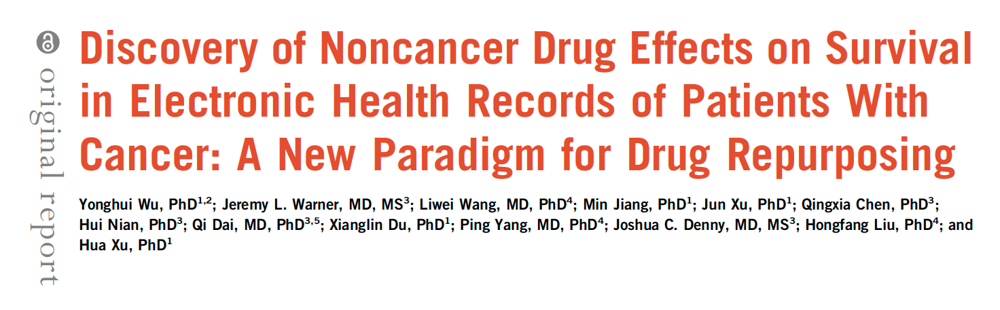 original report
Discovery of Noncancer Drug Effects on Survival
in Electronic Health Records of Patients With
Cancer: A New Paradigm for Drug Repurposing
Yonghui Wu, PhD1,2; Jeremy L. Warner, MD, MS3; Liwei Wang, MD, PhD4; Min Jiang, PhD1; Jun Xu, PhD1; Qingxia Chen, PhD3;
Hui Nian, PhD3; Qi Dai, MD, PhD3,5; Xianglin Du, PhD1; Ping Yang, MD, PhD4; Joshua C. Denny, MD, MS3; Hongfang Liu, PhD4; and
Hua Xu, PhD1